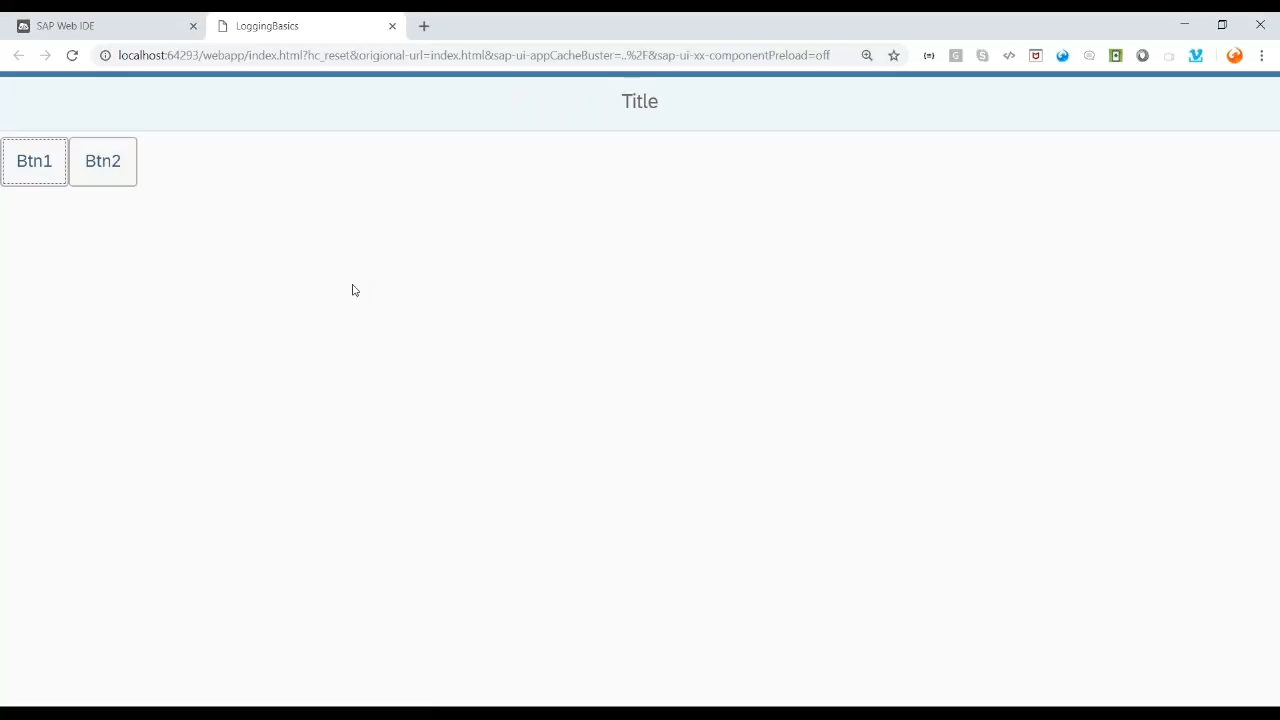 SAP Web IDE
LoggingBasics
localhost:64293/webapp/index.html?hc_reset&origional-url=index.html&sap-ui-appCacheBuster=..%2F&sap-ui-xx-componentPreload=off
Title
Btn1 Btn2